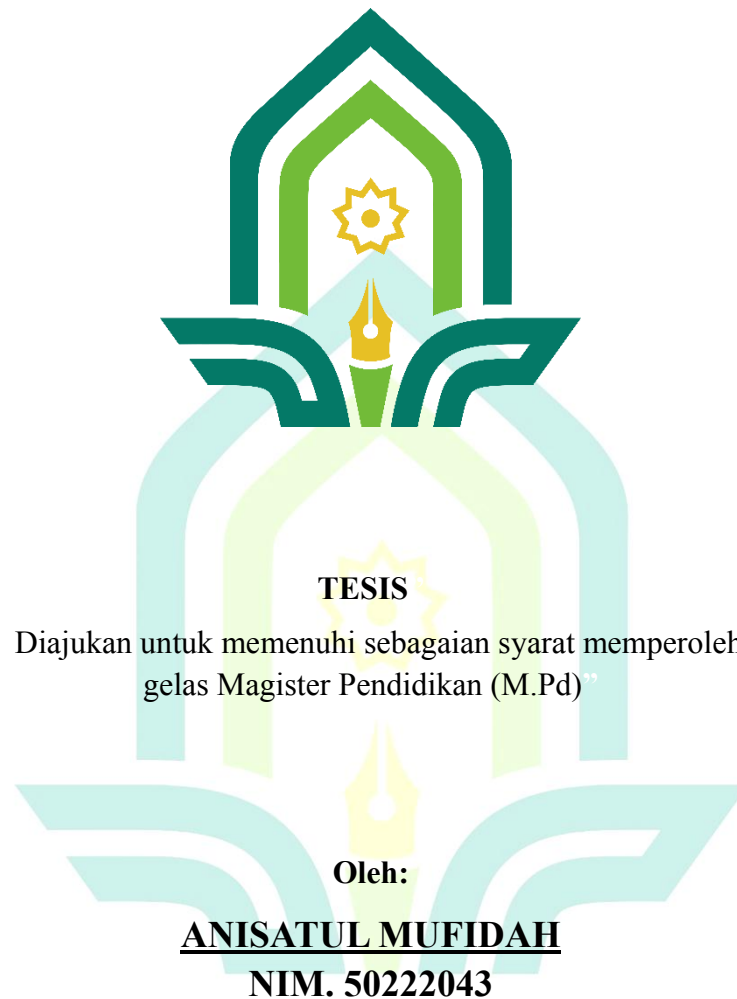 TESIS
Diajukan untuk memenuhi sebagaian syarat memperoleh
gelas Magister Pendidikan (M.Pd)”
Oleh:
ANISATUL MUFIDAH
NIM. 50222043